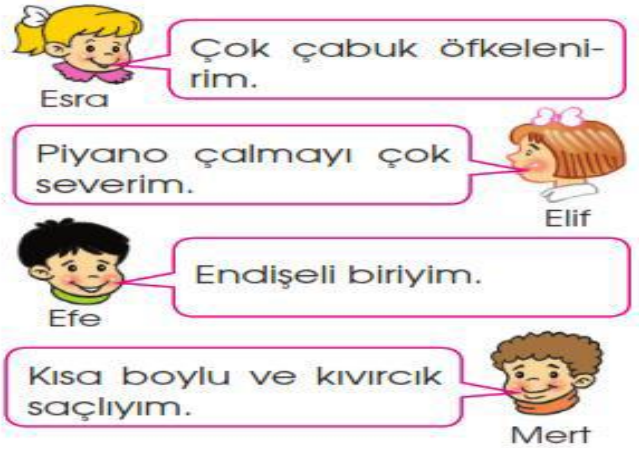 Çok çabuk öfkeleni-
rim.
Esra
Piyano çalmayı çok
severim.
Elif
Endişeli biriyim.
Efe
Kısa boylu ve kıvırcık
saçlıyım.
Mert